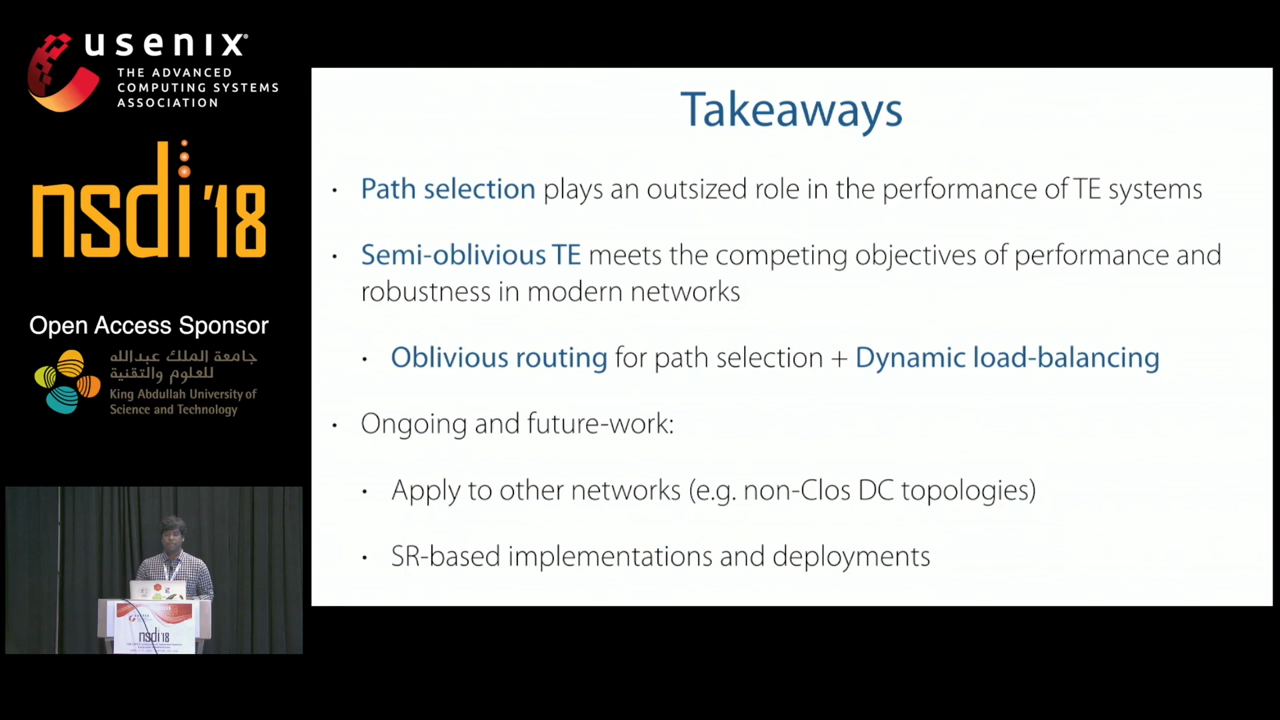 usenix
THE ADVANCED
COMPUTING SYSTEMS
ASSOCIATION
nsdi '18
Open Access Sponsor
جامعة الملك عبدالله
للعلوم والتقنية
King Abdullah University of
Science and Technology
Takeaways
• Path selection plays an outsized role in the performance of TE systems
• Semi-oblivious TE meets the competing objectives of performance and
robustness in modern networks
• Oblivious routing for path selection + Dynamic load-balancing
• Ongoing and future-work:
• Apply to other networks (e.g. non-Clos DC topologies)
• SR-based implementations and deployments
usenix
nsdi '18